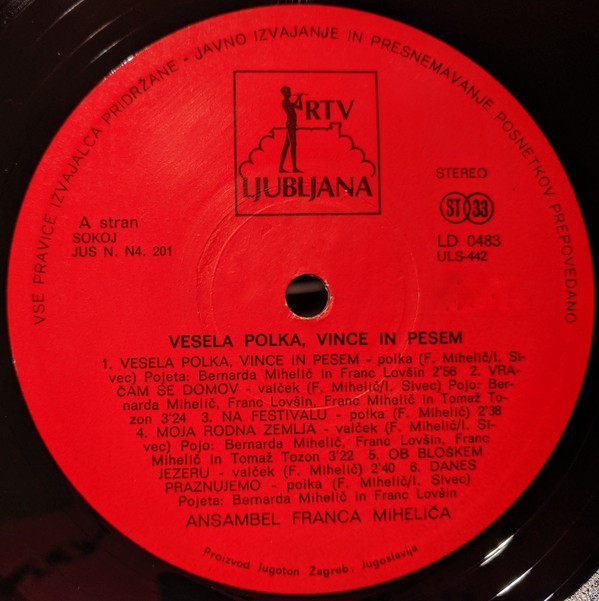 VSE PRAVICE IZVAJALCA PRIDRŽANE - JAVNO IZVAJANJE IN PRESNEMAVANJE POSNETKOV PREPOVEDANO
RTV
LJUBLJANA
STEREO
A stran
SOKOJ
JUS N. N4. 201
ST 33
LD 0483
ULS-442
VESELA POLKA, VINCE IN PESEM
1. VESELA POLKA, VINCE IN PESEM - polka (F. Mihelič/I. Si-
vec) Pojeta: Bernarda Mihelič in Franc Lovšin 2'56 2. VRA-
ČAM SE DOMOV - valček (F. Mihelič/I. Sivec) Pojo: Ber-
narda Mihelič, Franc Lovšin, Franc Mihelič in Tomaž To-
zon 3'24 3. NA FESTIVALU - polka (F. Mihelič) 2'38
4. MOJA RODNA ZEMLJA - valček (F. Mihelič/I. Si-
vec) Pojo: Bernarda Mihelič, Franc Lovšin, Franc
Mihelič in Tomaž Tozon 3'22 5. OB BLOŠKEM
JEZERU - valček (F. Mihelič) 2'40 6. DANES
PRAZNUJEMO - polka (F. Mihelič/I. Sivec)
Pojeta: Bernarda Mihelič in Franc Lovšin
ANSAMBEL FRANCA MIHELIČA
Proizvod Jugoton Zagreb, Jugoslavija